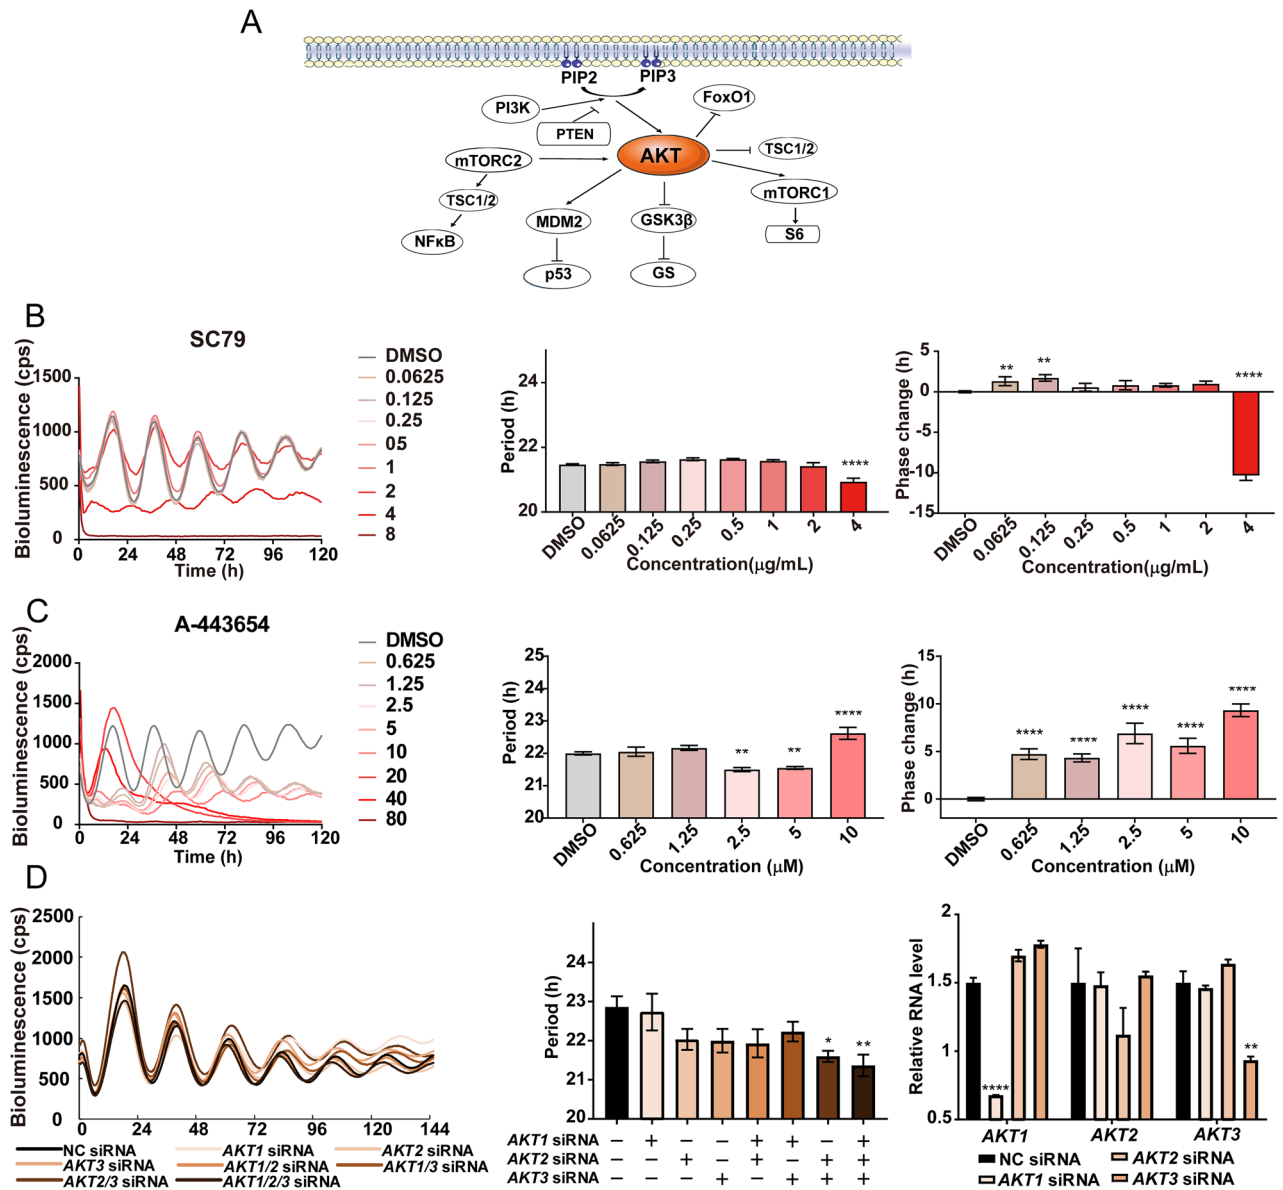 A
PIP2 PIP3
PI3K
FoxO1
PTEN
AKT
TSC1/2
mTORC2
mTORC1
TSC1/2
MDM2
GSK3β
S6
NFκB
p53
GS
B
SC79
Bioluminescence (cps)
1500
1000
500
0
0 24 48 72 96 120
Time (h)
DMSO
0.0625
0.125
0.25
05
1
2
4
8
Period (h)
24
22
20
****
DMSO 0.0625 0.125 0.25 0.5 1 2 4
Concentration(μg/mL)
Phase change (h)
5
0
-5
-10
-15
** ** ****
DMSO 0.0625 0.125 0.25 0.5 1 2 4
Concentration(μg/mL)
C
A-443654
Bioluminescence (cps)
2000
1500
1000
500
0
0 24 48 72 96 120
Time (h)
DMSO
0.625
1.25
2.5
5
10
20
40
80
Period (h)
25
24
23
22
21
20
** ** ****
DMSO 0.625 1.25 2.5 5 10
Concentration (μM)
Phase change (h)
15
10
5
0
**** **** **** **** ****
DMSO 0.625 1.25 2.5 5 10
Concentration (μM)
D
Bioluminescence (cps)
2500
2000
1500
1000
500
0
0 24 48 72 96 120 144
NC siRNA AKT1 siRNA AKT2 siRNA
AKT3 siRNA AKT1/2 siRNA AKT1/3 siRNA
AKT2/3 siRNA AKT1/2/3 siRNA
Period (h)
24
23
22
21
20
* **
AKT1 siRNA – + – – + + – +
AKT2 siRNA – – + – + – + +
AKT3 siRNA – – – + – + + +
Relative RNA level
2
1.5
1
0.5
**** **
AKT1 AKT2 AKT3
NC siRNA AKT2 siRNA
AKT1 siRNA AKT3 siRNA